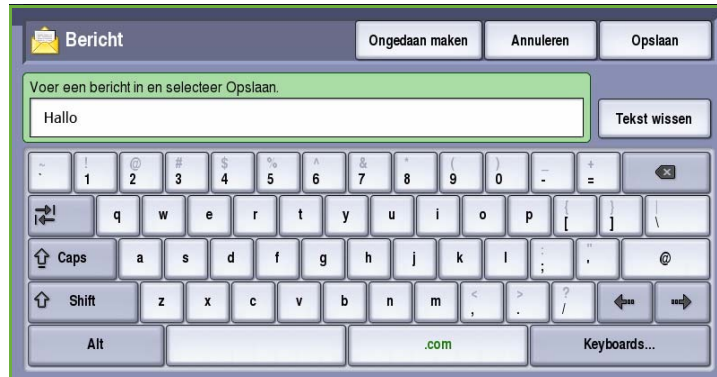 Bericht
Ongedaan maken
Annuleren
Opslaan
Voer een bericht in en selecteer Opslaan.
Hallo
Tekst wissen
~ ` ! 1 @ 2 # 3 $ 4 % 5 ^ 6 & 7 * 8 ( 9 ) 0 _ - + =
q w e r t y u i o p { [ } ] | \
Caps a s d f g h j k l : ; " ' @
Shift z x c v b n m < , > . ? /
Alt .com Keyboards...